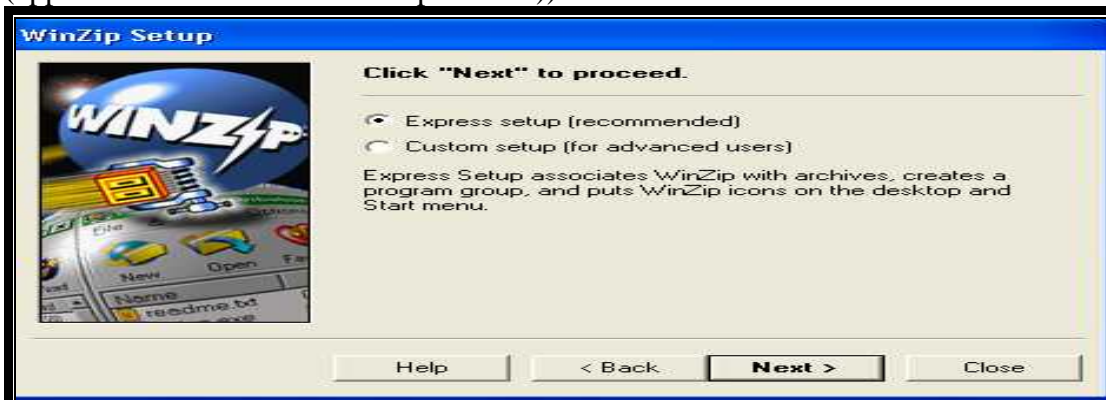 WinZip Setup
Click "Next" to proceed.
Express setup (recommended)
Custom setup (for advanced users)
Express Setup associates WinZip with archives, creates a
program group, and puts WinZip icons on the desktop and
Start menu.
WINZIP
File
Options
New
Open
Name
readme.txt
Help
< Back
Next >
Close